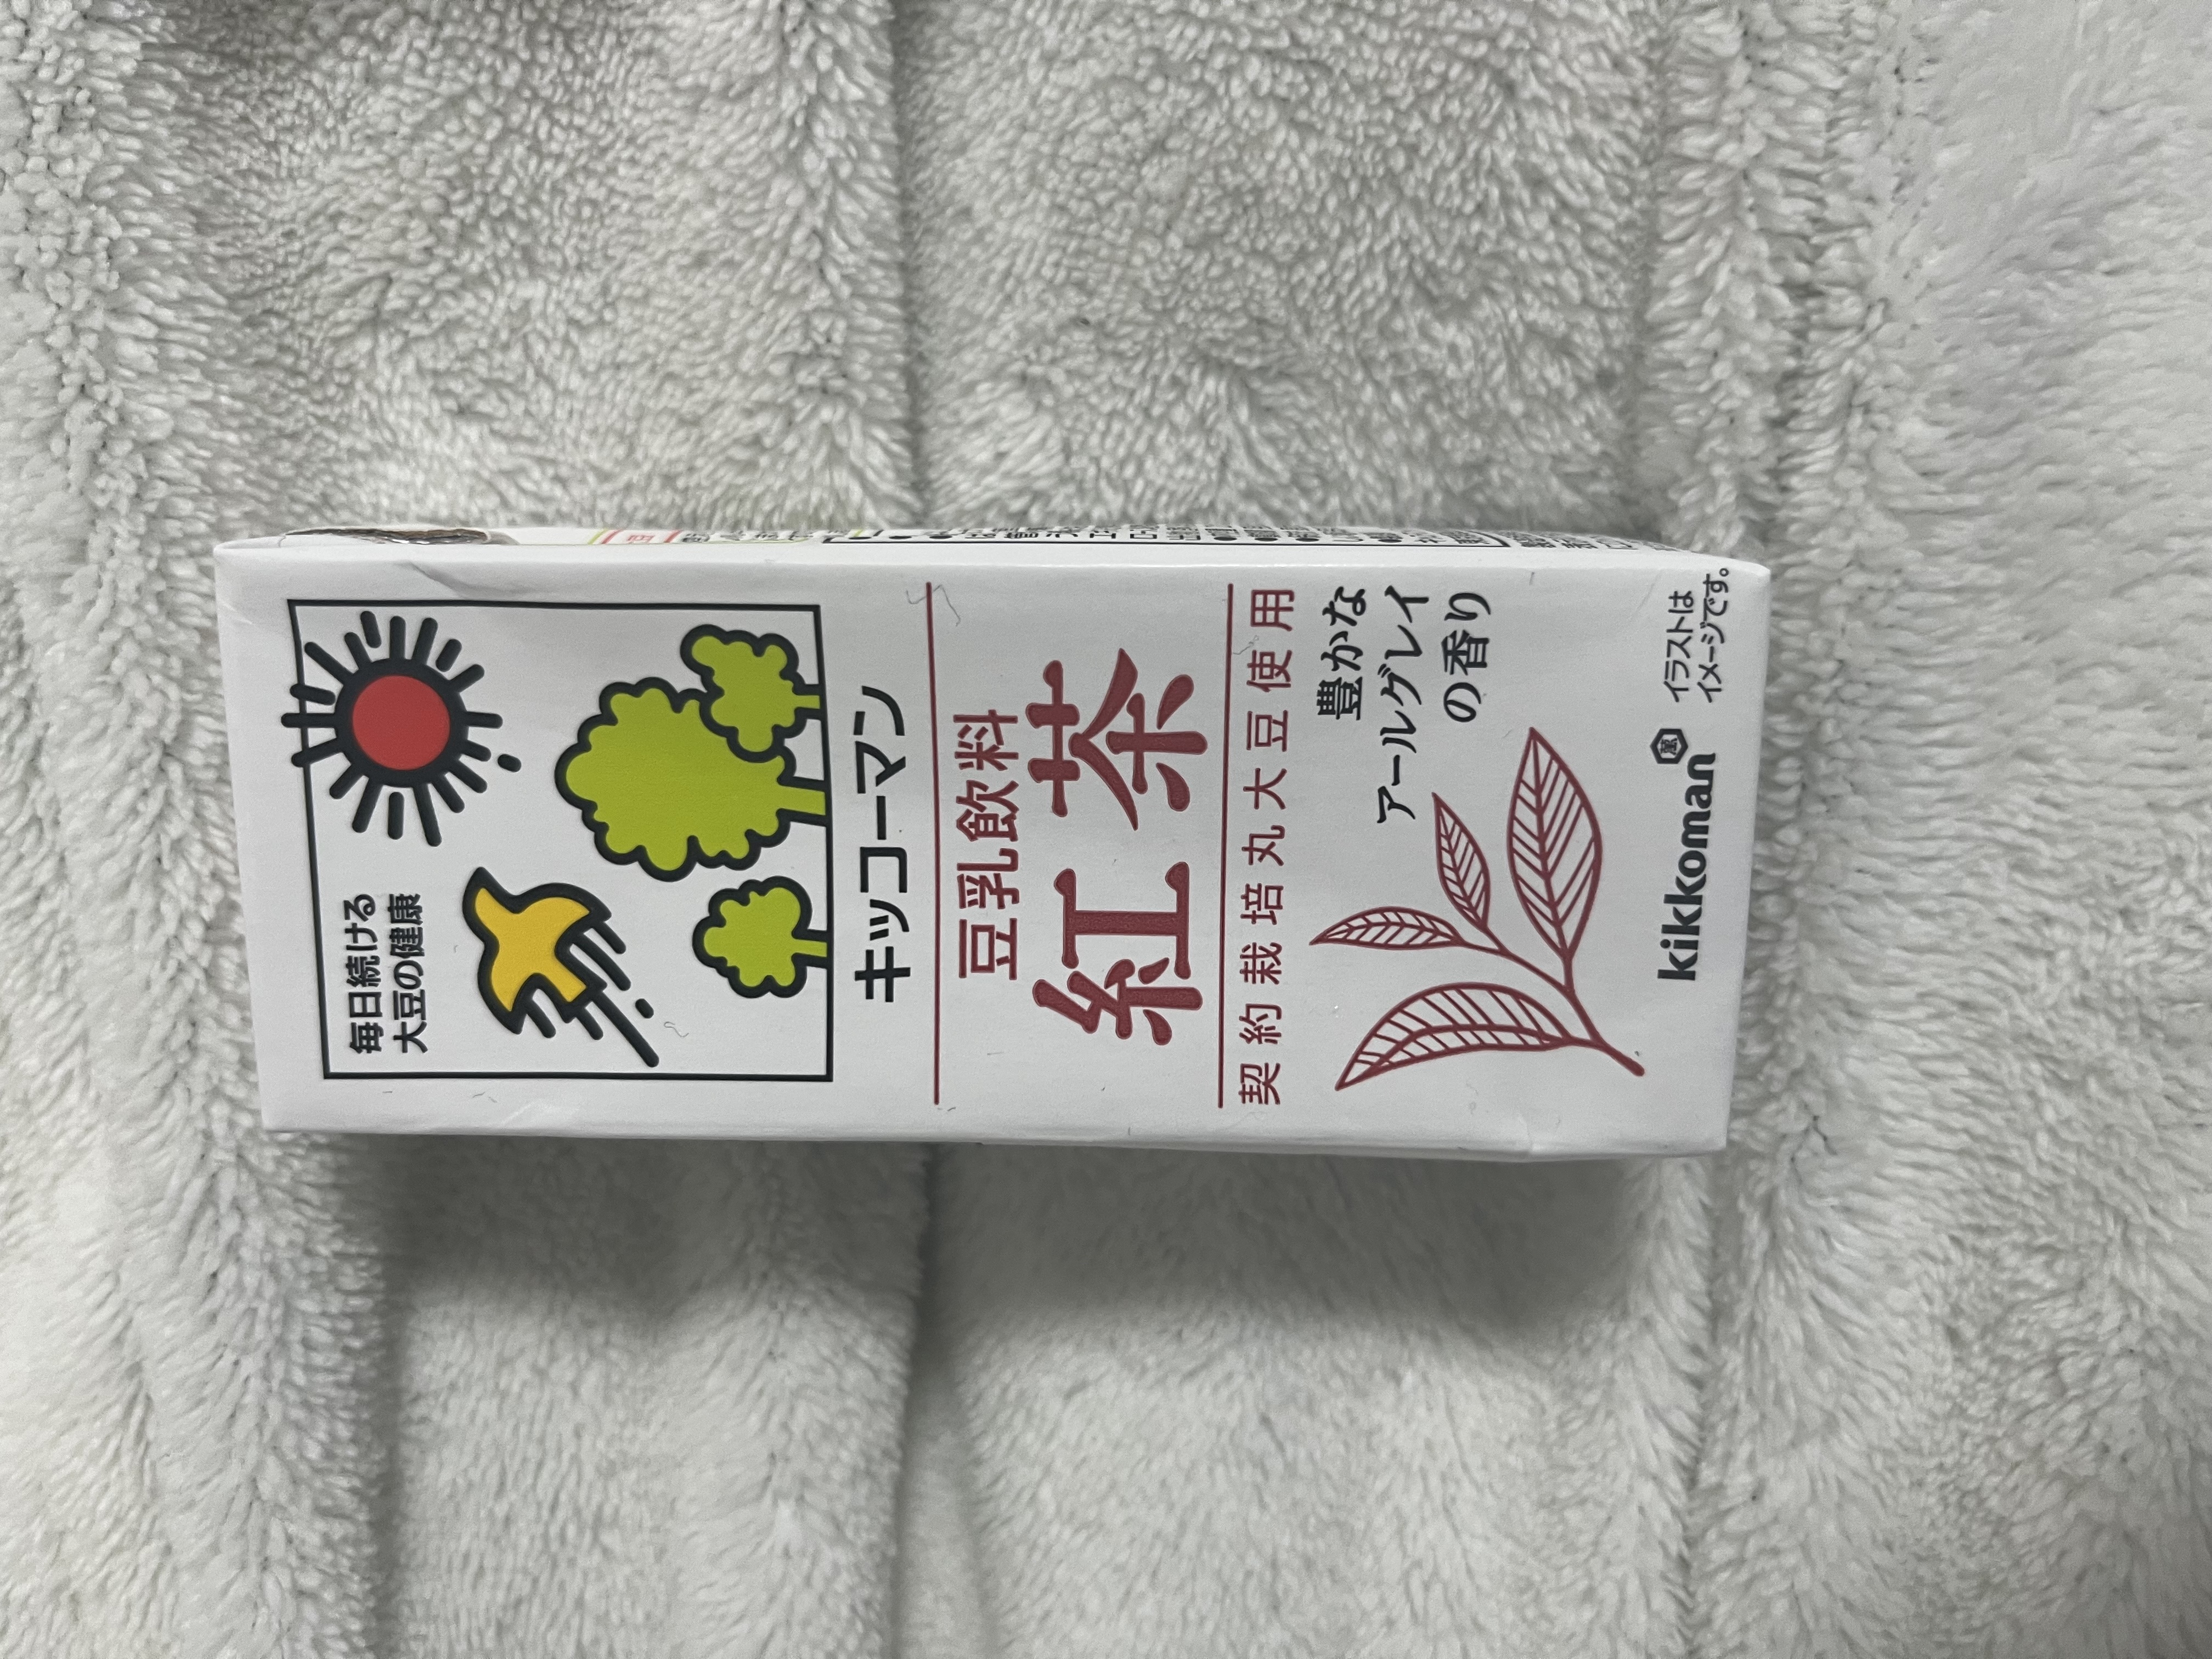 毎日続ける
大豆の健康
キッコーマン
豆乳飲料
紅茶
契約栽培丸大豆使用
豊かな
アールグレイ
の香り
kikkoman
イラストは
イメージです。